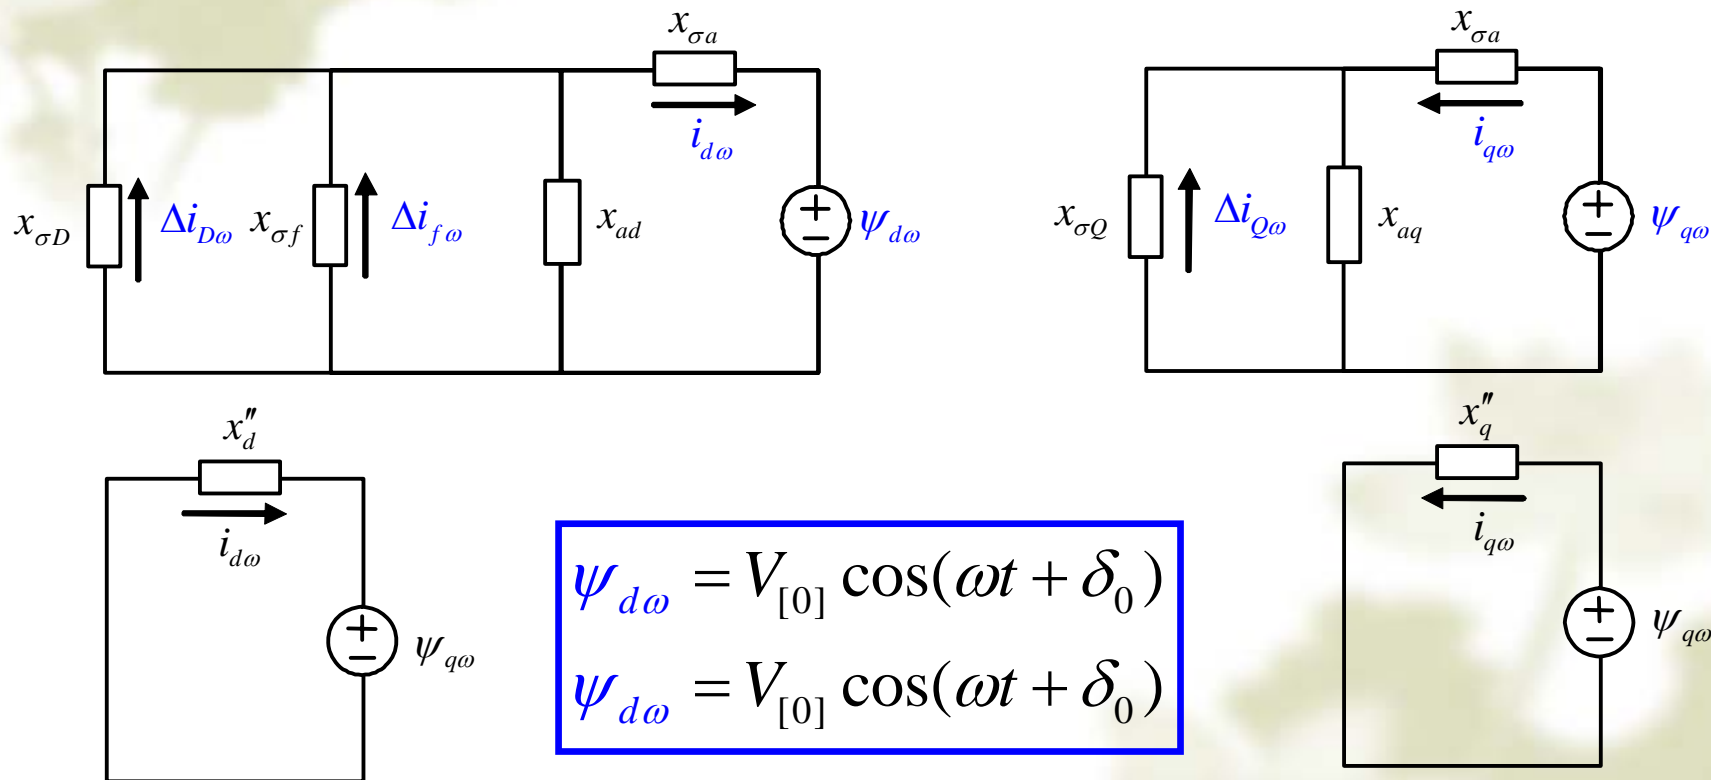 x_{σa}
i_{dω}
x_{σD} Δi_{Dω} x_{σf} Δi_{fω} x_{ad} + − ψ_{dω}
x_{σa}
i_{qω}
x_{σQ} Δi_{Qω} x_{aq} + − ψ_{qω}
x''_d
i_{dω}
+ − ψ_{qω}
ψ_{dω} = V_{[0]} cos(ωt + δ_0)
ψ_{dω} = V_{[0]} cos(ωt + δ_0)
x''_q
i_{qω}
+ − ψ_{qω}